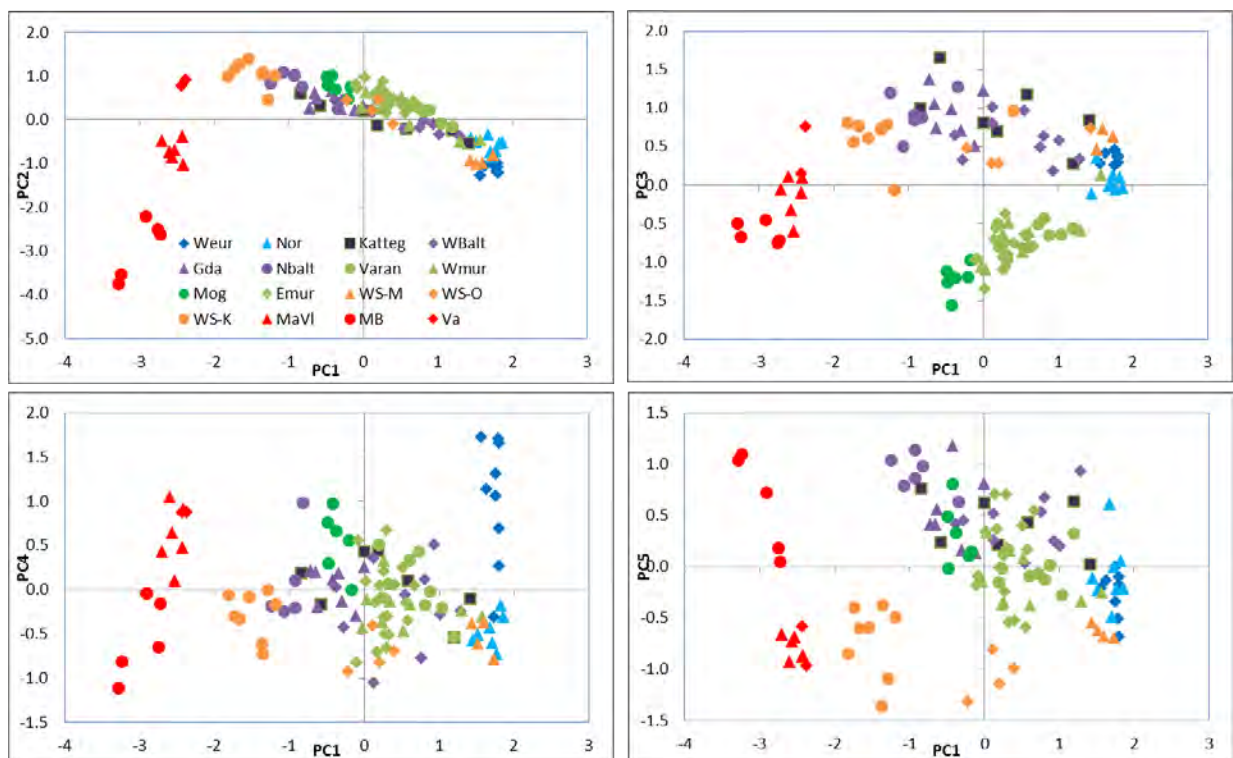 2.0
1.0
0.0
-1.0
-2.0
-3.0
-4.0
-5.0
PC2
-4 -3 -2 -1 0 1 2 3
PC1
Weur Nor Katteg WBalt
Gda Nbalt Varan Wmur
Mog Emur WS-M WS-O
WS-K MaVl MB Va
2.0
1.5
1.0
0.5
0.0
-0.5
-1.0
-1.5
-2.0
PC3
-4 -3 -2 -1 0 1 2 3
PC1
2.0
1.5
1.0
0.5
0.0
-0.5
-1.0
-1.5
PC4
-4 -3 -2 -1 0 1 2 3
PC1
1.5
1.0
0.5
0.0
-0.5
-1.0
-1.5
PC5
-4 -3 -2 -1 0 1 2 3
PC1